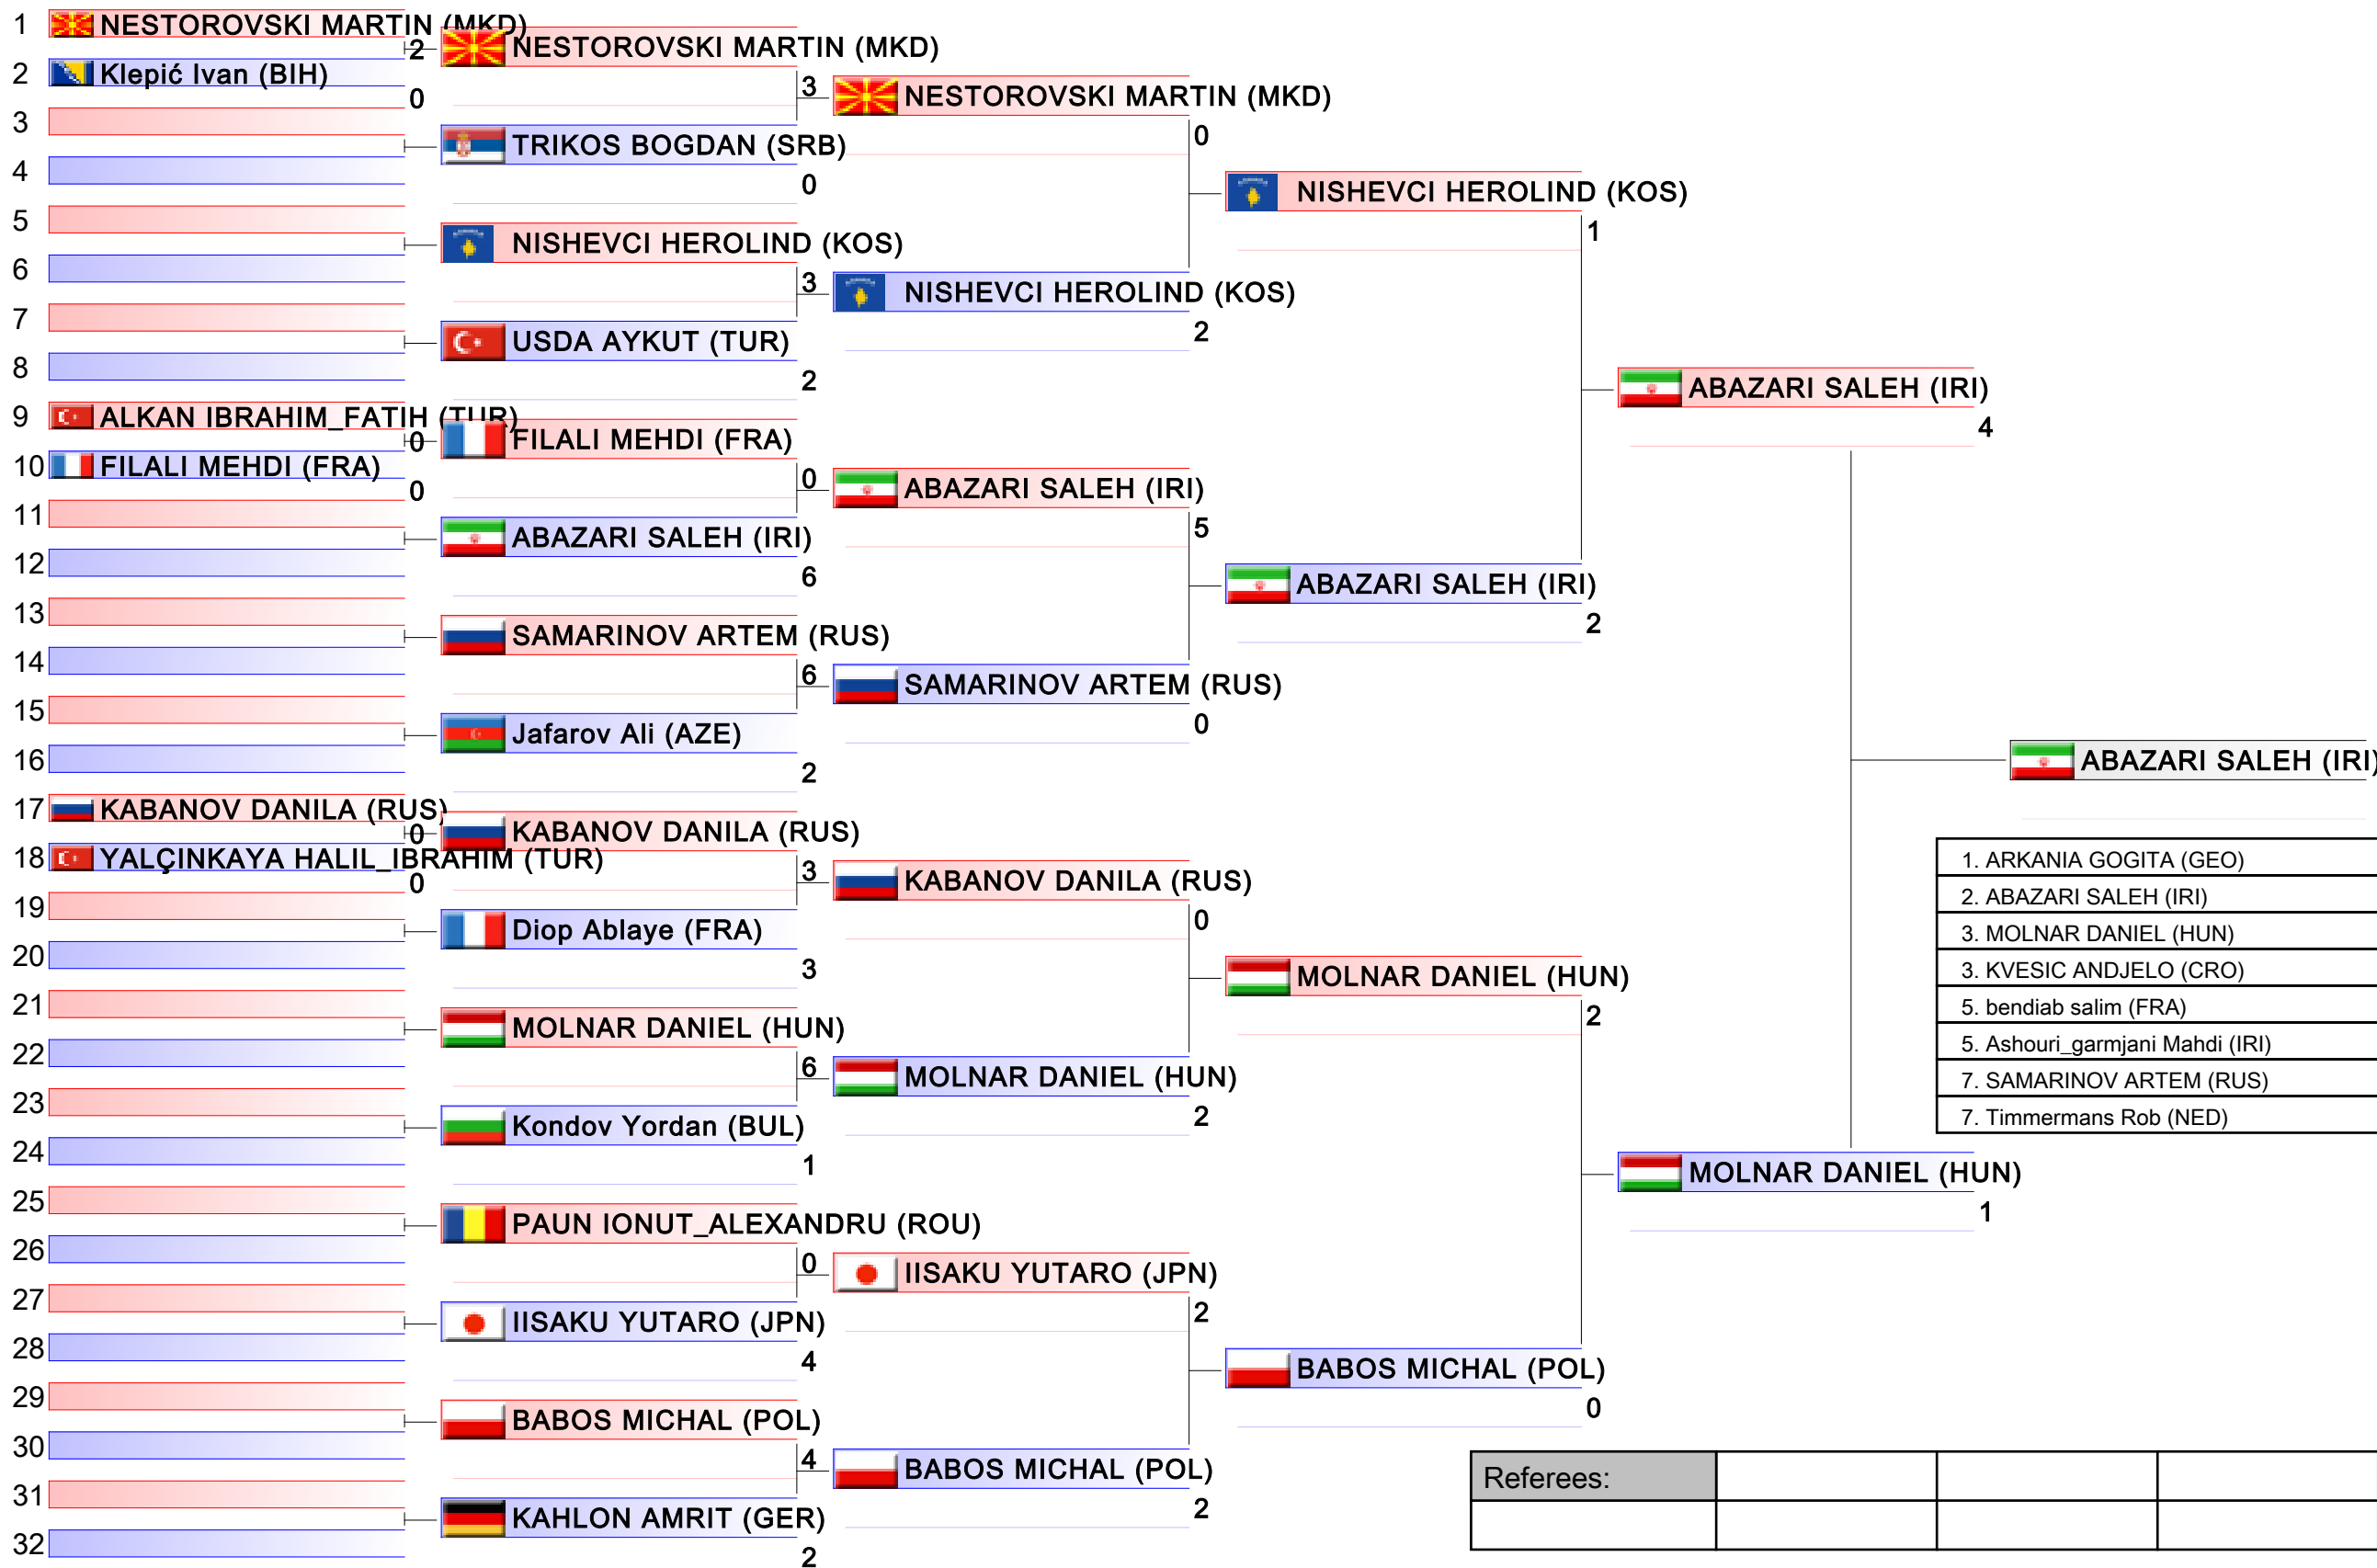 1 NESTOROVSKI MARTIN (MKD)
2
2 Klepić Ivan (BIH)
0
3
4
5
6
7
8
9 ALKAN IBRAHIM_FATIH (TUR)
0
10 FILALI MEHDI (FRA)
0
11
12
13
14
15
16
17 KABANOV DANILA (RUS)
0
18 YALÇINKAYA HALIL_IBRAHIM (TUR)
0
19
20
21
22
23
24
25
26
27
28
29
30
31
32
NESTOROVSKI MARTIN (MKD)
3
TRIKOS BOGDAN (SRB)
0
NISHEVCI HEROLIND (KOS)
3
USDA AYKUT (TUR)
2
FILALI MEHDI (FRA)
0
ABAZARI SALEH (IRI)
6
SAMARINOV ARTEM (RUS)
6
Jafarov Ali (AZE)
2
KABANOV DANILA (RUS)
3
Diop Ablaye (FRA)
3
MOLNAR DANIEL (HUN)
6
Kondov Yordan (BUL)
1
PAUN IONUT_ALEXANDRU (ROU)
0
IISAKU YUTARO (JPN)
4
BABOS MICHAL (POL)
4
KAHLON AMRIT (GER)
2
NESTOROVSKI MARTIN (MKD)
0
NISHEVCI HEROLIND (KOS)
2
ABAZARI SALEH (IRI)
5
SAMARINOV ARTEM (RUS)
0
KABANOV DANILA (RUS)
0
MOLNAR DANIEL (HUN)
2
IISAKU YUTARO (JPN)
2
BABOS MICHAL (POL)
2
NISHEVCI HEROLIND (KOS)
1
ABAZARI SALEH (IRI)
2
MOLNAR DANIEL (HUN)
2
BABOS MICHAL (POL)
0
ABAZARI SALEH (IRI)
4
MOLNAR DANIEL (HUN)
1
ABAZARI SALEH (IRI)
1. ARKANIA GOGITA (GEO)
2. ABAZARI SALEH (IRI)
3. MOLNAR DANIEL (HUN)
3. KVESIC ANDJELO (CRO)
5. bendiab salim (FRA)
5. Ashouri_garmjani Mahdi (IRI)
7. SAMARINOV ARTEM (RUS)
7. Timmermans Rob (NED)
Referees: